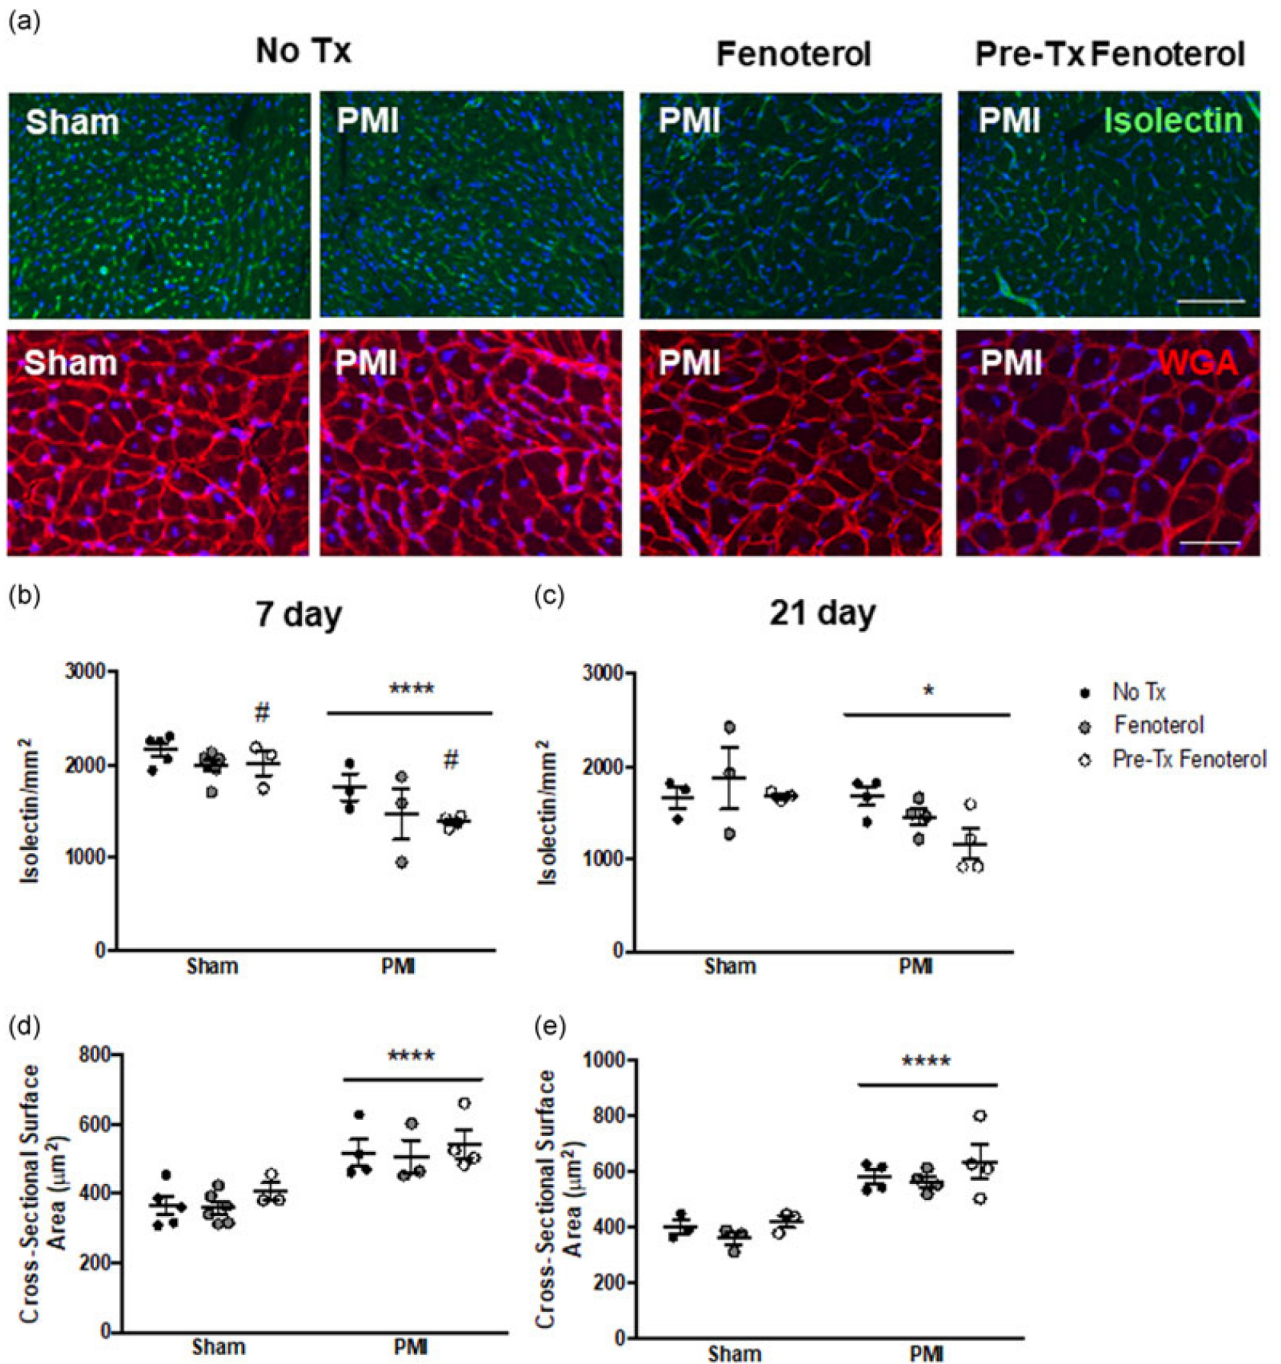 (a)
No Tx
Fenoterol
Pre-Tx Fenoterol
Sham
PMI
PMI
PMI Isolectin
Sham
PMI
PMI
PMI WGA
(b)
7 day
Isolectin/mm²
3000
2000
1000
0
#
****
#
Sham
PMI
(c)
21 day
Isolectin/mm²
3000
2000
1000
0
*
Sham
PMI
No Tx
Fenoterol
Pre-Tx Fenoterol
(d)
Cross-Sectional Surface
Area (µm²)
800
600
400
200
0
****
Sham
PMI
(e)
Cross-Sectional Surface
Area (µm²)
1000
800
600
400
200
0
****
Sham
PMI